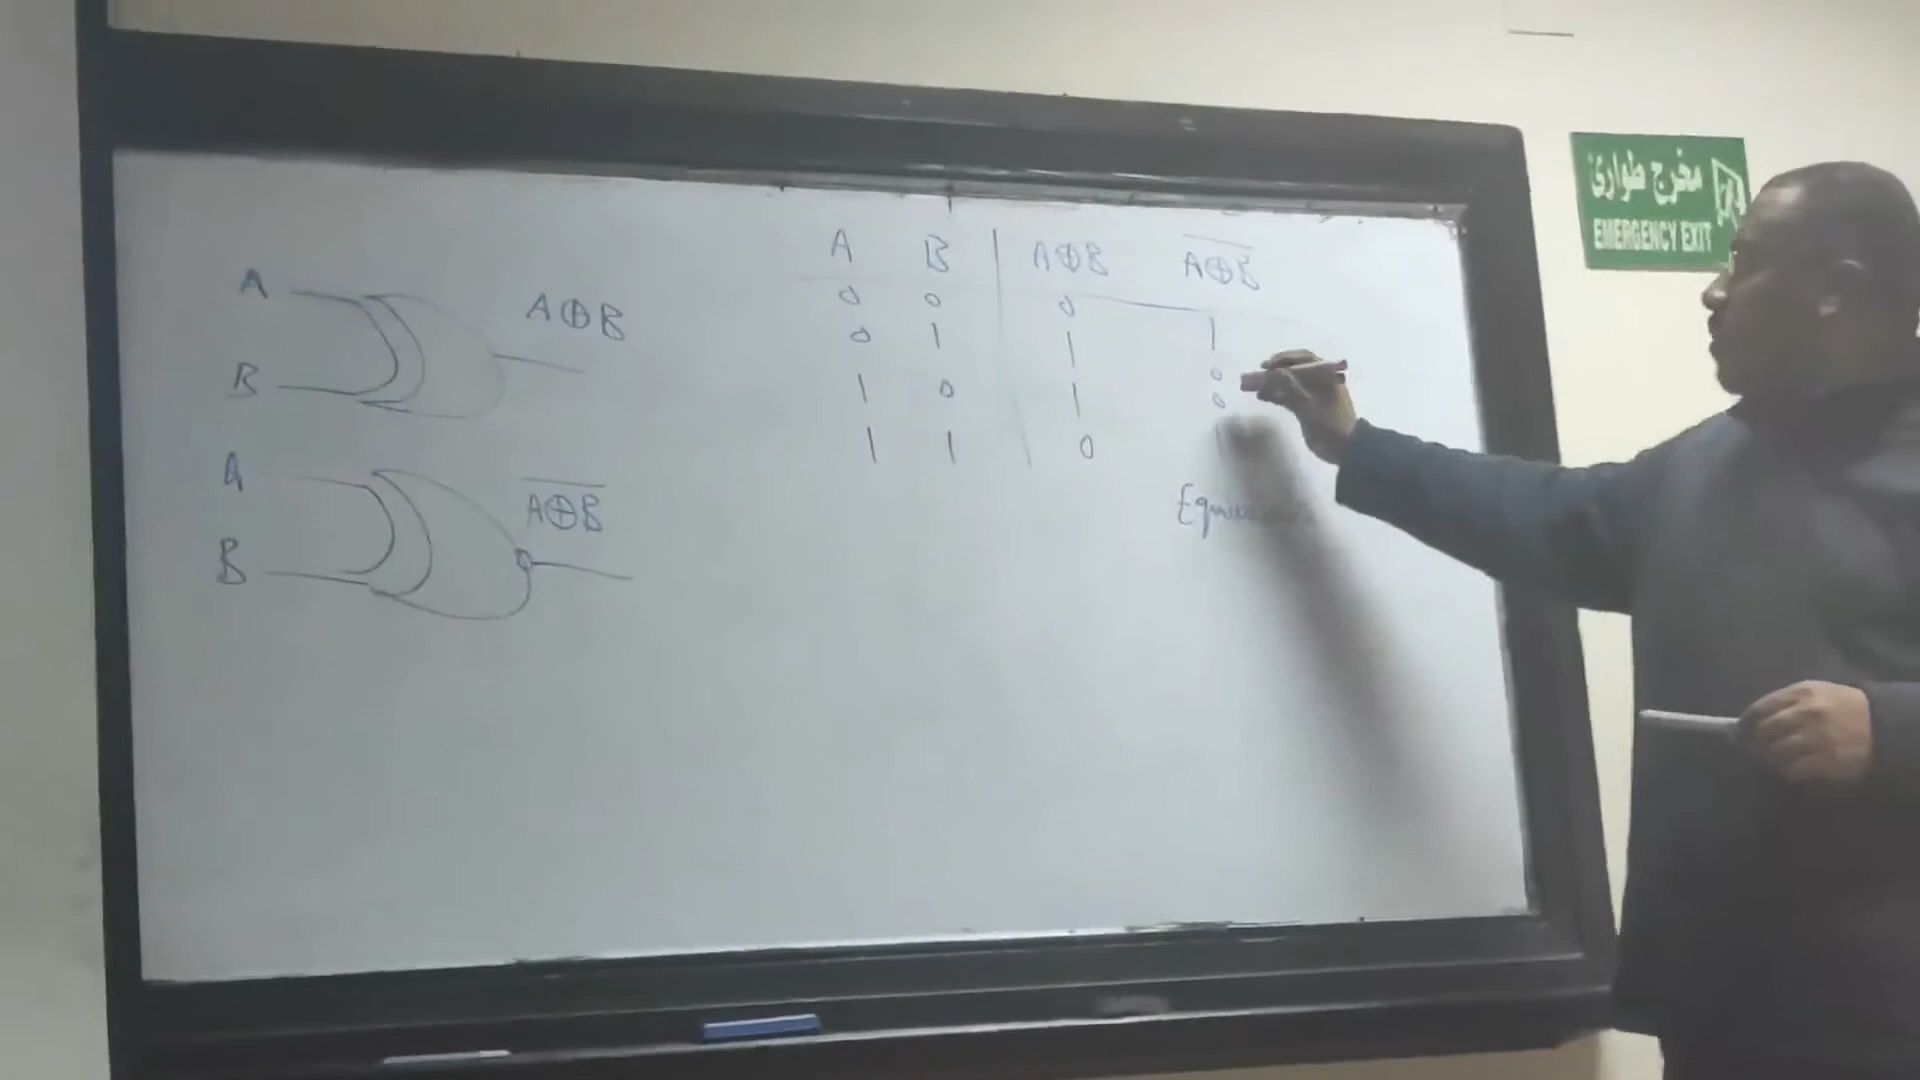 A
B
A⊕B
A
B
A̅⊕̅B̅
A B | A⊕B A̅⊕̅B̅
0 0 0 1
0 1 1 0
1 0 1 0
1 1 0 1
مخرج طوارئ
EMERGENCY EXIT